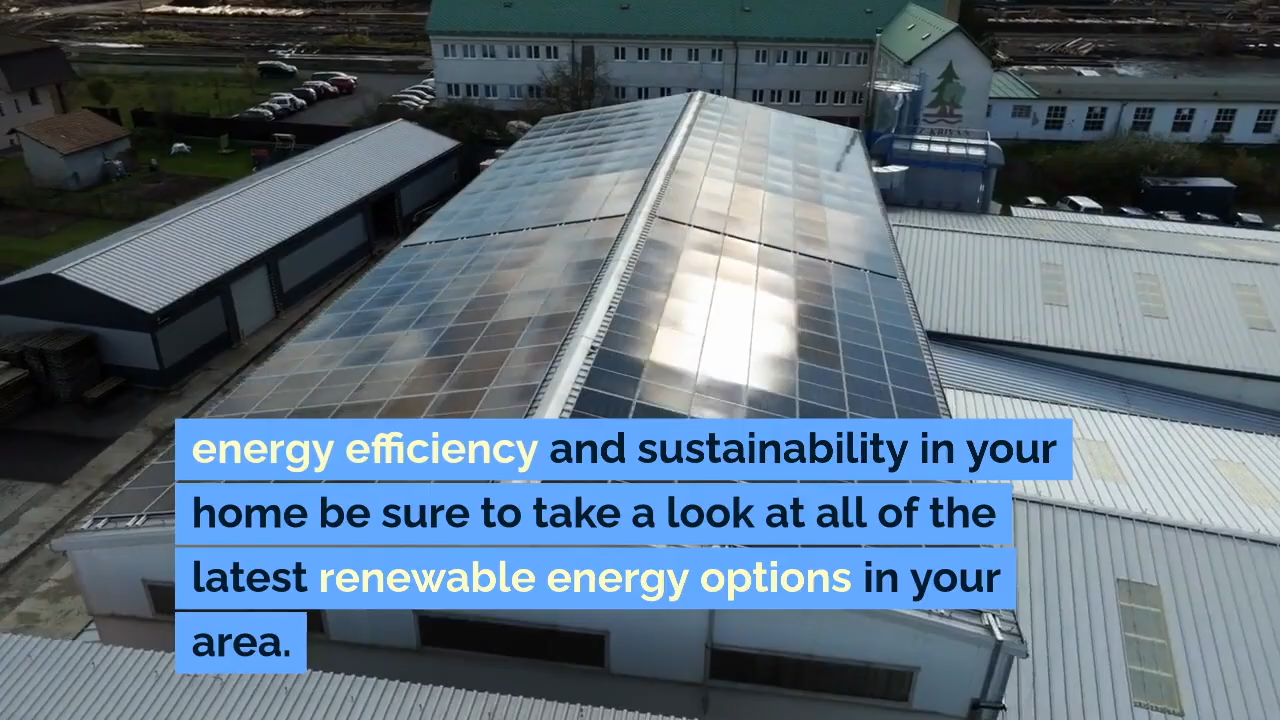 energy efficiency and sustainability in your
home be sure to take a look at all of the
latest renewable energy options in your
area.